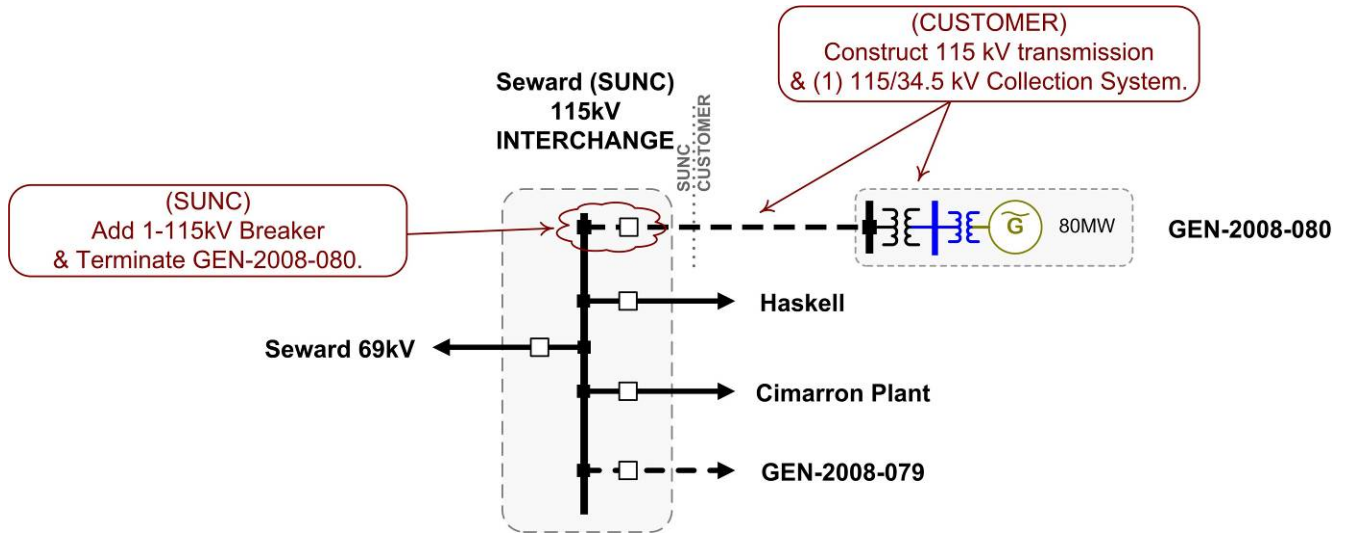 (CUSTOMER)
Construct 115 kV transmission
& (1) 115/34.5 kV Collection System.
Seward (SUNC)
115kV
INTERCHANGE
SUNC
CUSTOMER
(SUNC)
Add 1-115kV Breaker
& Terminate GEN-2008-080.
G
80MW
GEN-2008-080
Haskell
Seward 69kV
Cimarron Plant
GEN-2008-079